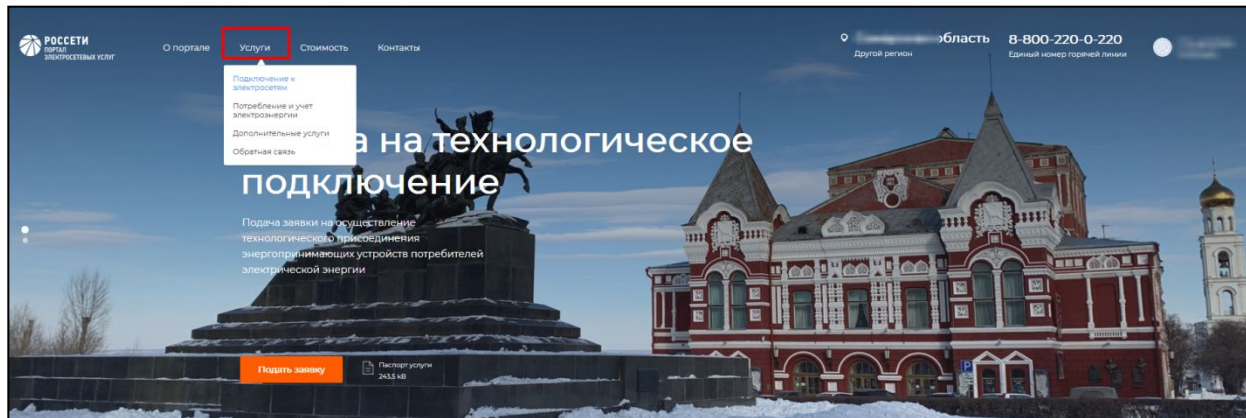 РОССЕТИ
ПОРТАЛ
ЭЛЕКТРОСЕТЕВЫХ УСЛУГ
О портале
Услуги
Стоимость
Контакты
область
Другой регион
8-800-220-0-220
Единый номер горячей линии
Подключение к
электросетям
Потребление и учет
электроэнергии
Дополнительные услуги
Обратная связь
а на технологическое
подключение
Подача заявки на осуществление
технологического присоединения
энергопринимающих устройств потребителей
электрической энергии
Подать заявку
Паспорт услуги
243,5 kB